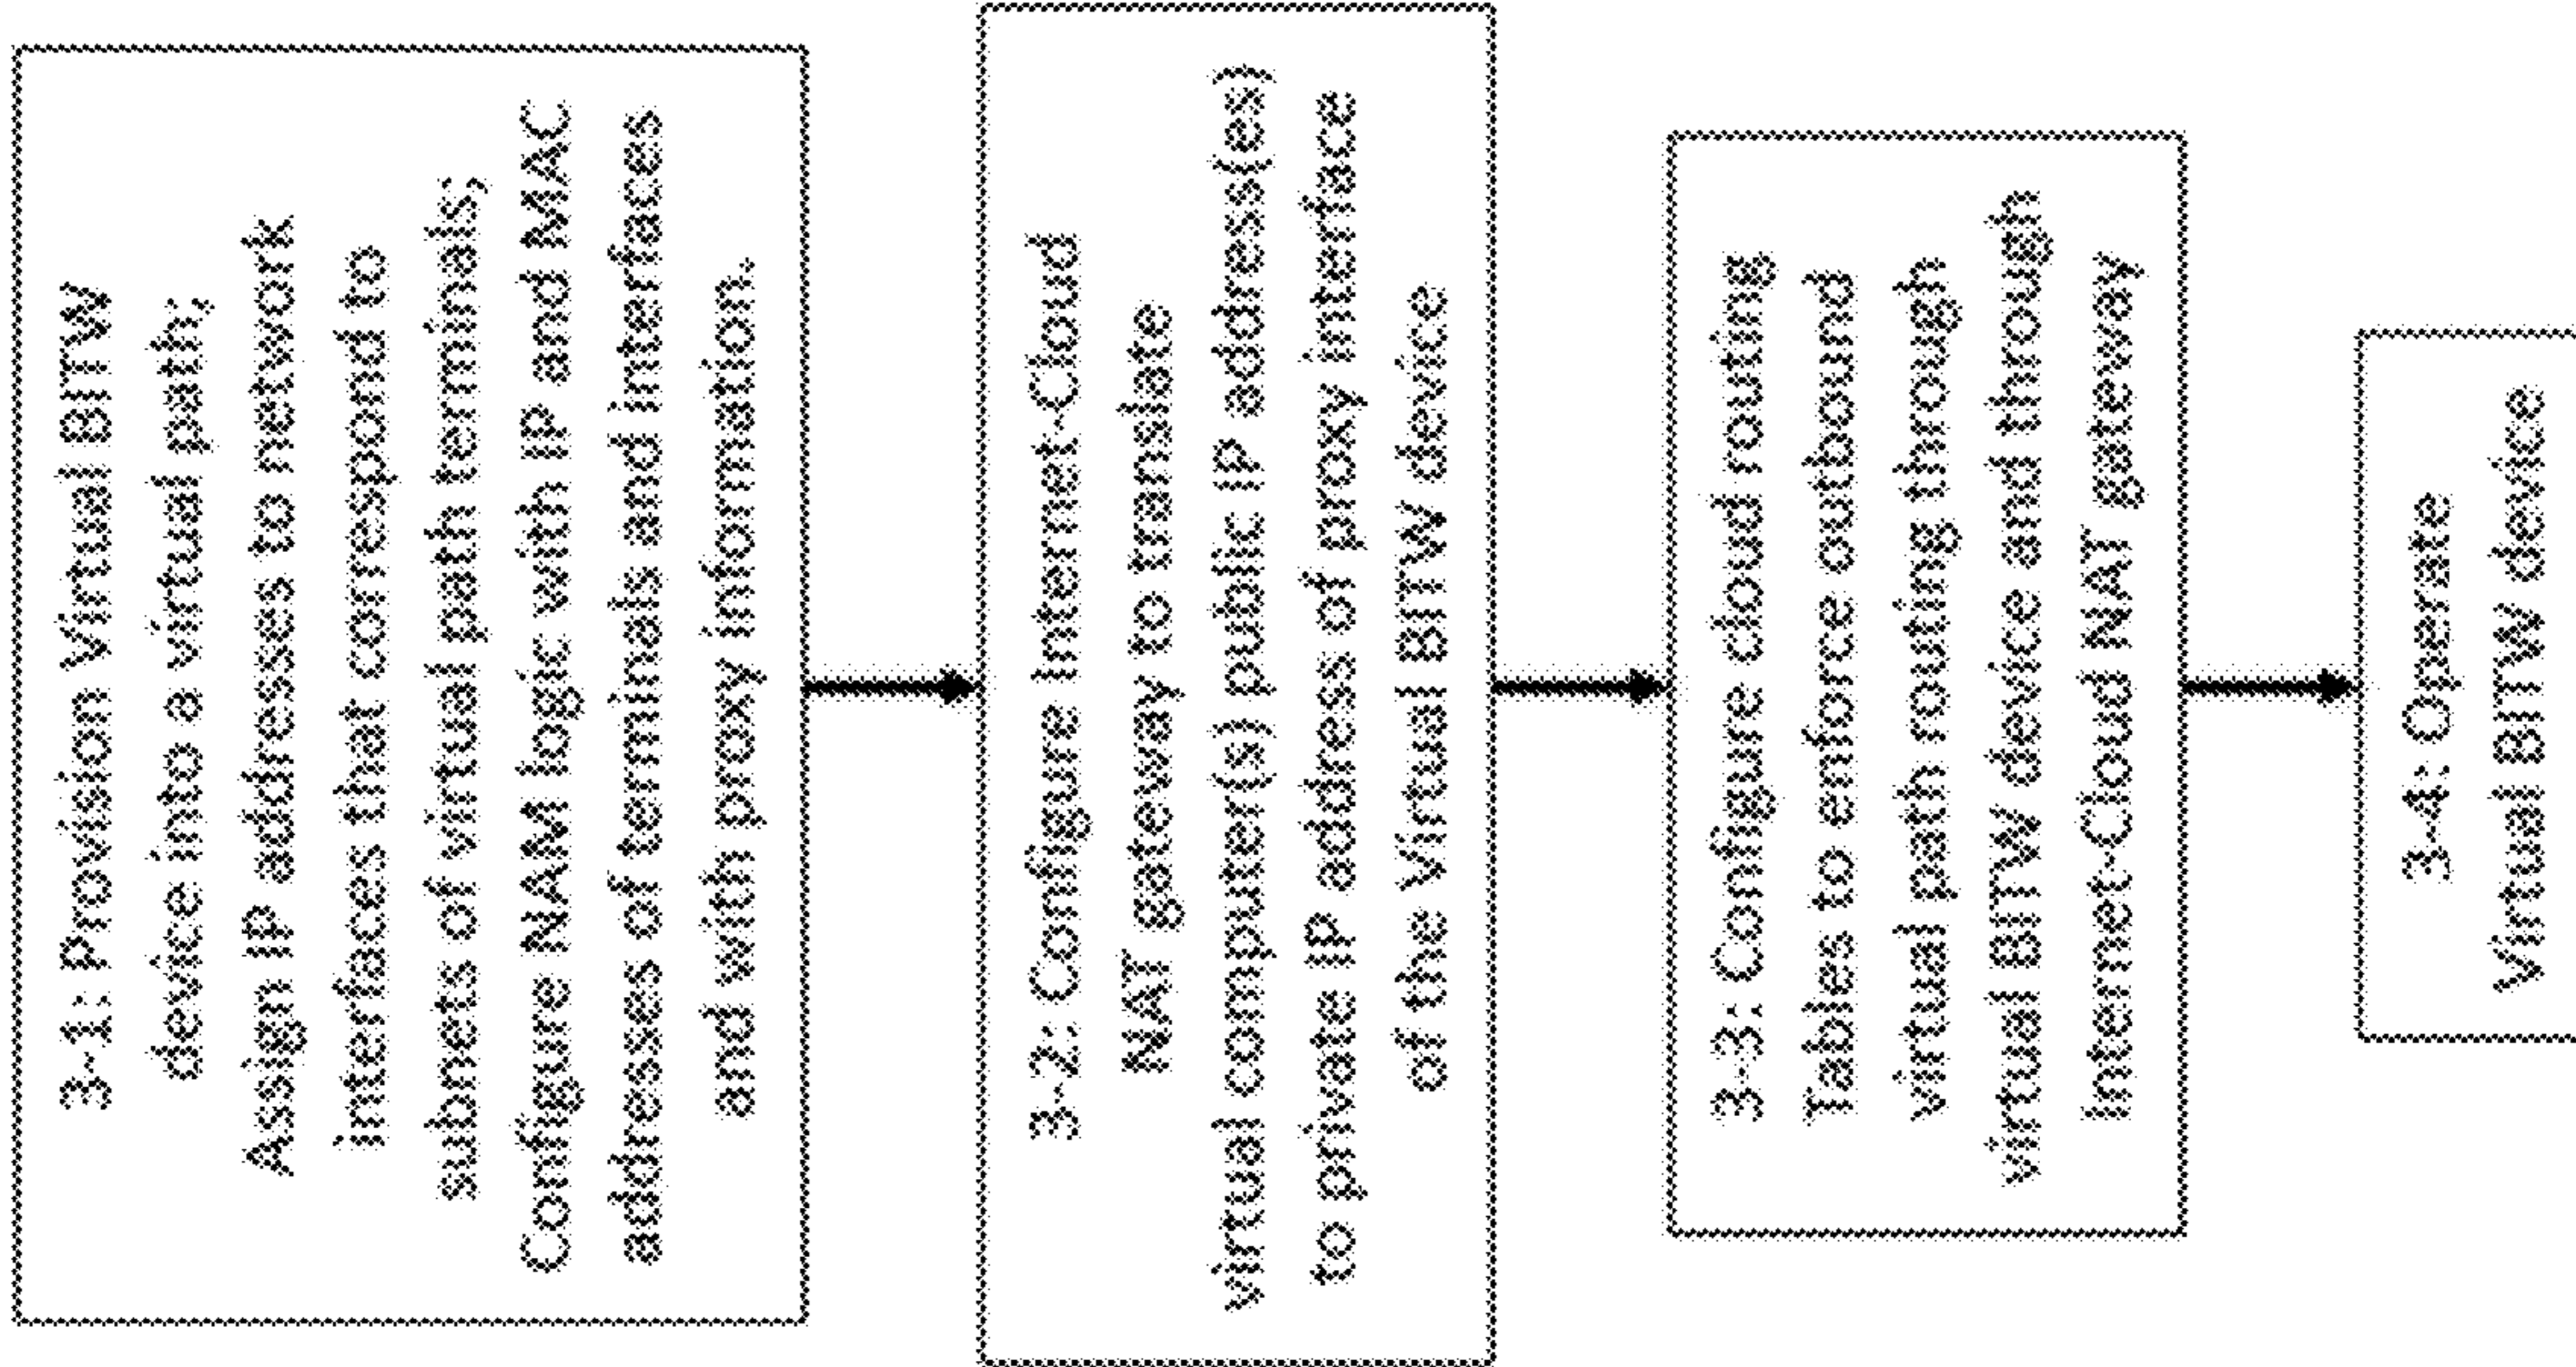 3-1: Provision Virtual BITW
device into a virtual path;
Assign IP addresses to network
interfaces that correspond to
subnets of virtual path terminals;
Configure NAM logic with IP and MAC
addresses of terminals and interfaces
and with proxy information.
3-2: Configure Internet-Cloud
NAT gateway to translate
virtual computer(s) public IP address(es)
to private IP address of proxy interface
of the Virtual BITW device
3-3: Configure cloud routing
Tables to enforce outbound
virtual path routing through
virtual BITW device and through
Internet-Cloud NAT gateway
3-4: Operate
Virtual BITW device